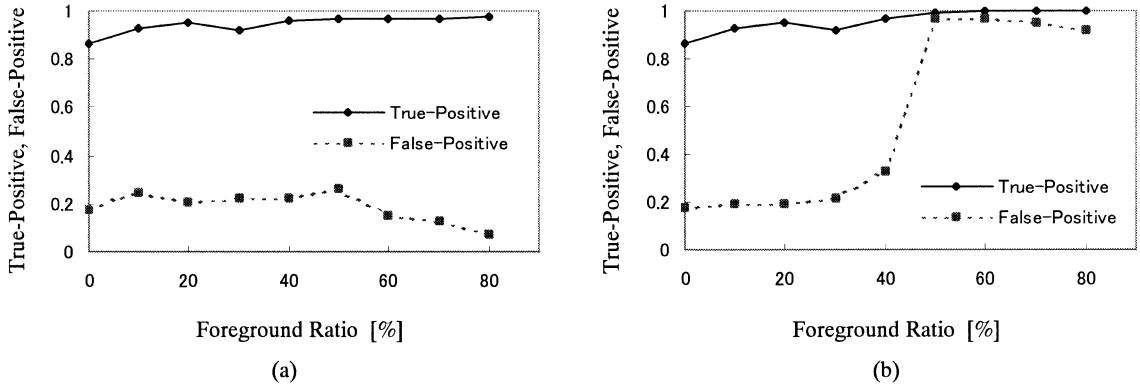 True-Positive, False-Positive
1
0.8
0.6
0.4
0.2
0
True-Positive
False-Positive
0 20 40 60 80
Foreground Ratio [%]
(a)
True-Positive, False-Positive
1
0.8
0.6
0.4
0.2
0
True-Positive
False-Positive
0 20 40 60 80
Foreground Ratio [%]
(b)